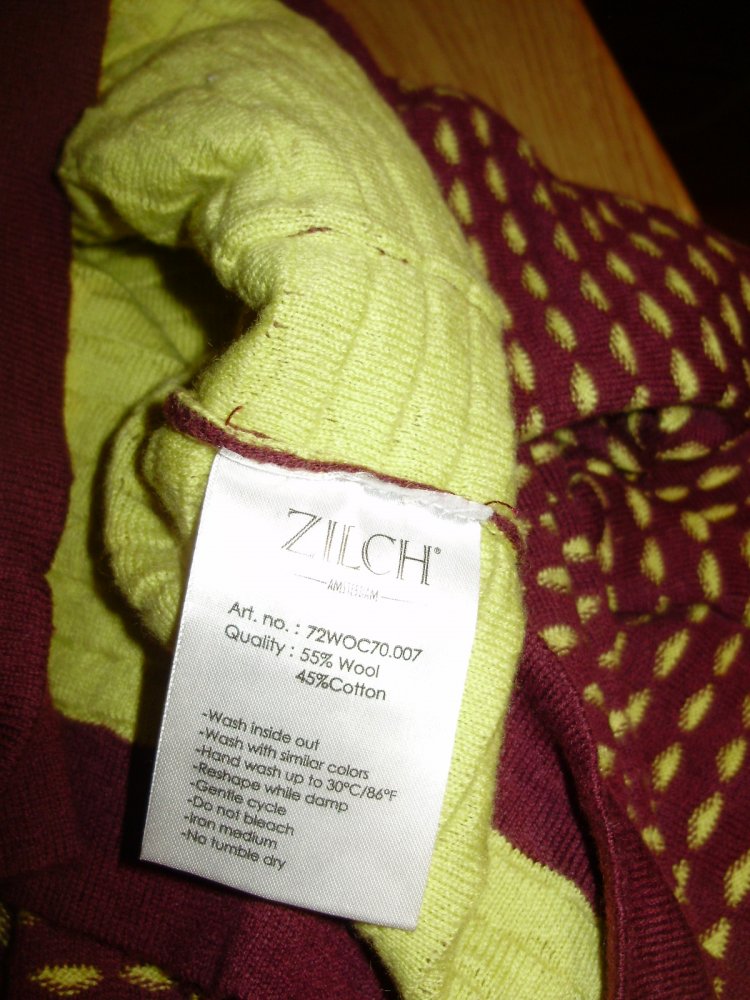 ZILCH®
AMSTERDAM
Art. no. : 72WOC70.007
Quality : 55% Wool
45%Cotton
-Wash inside out
-Wash with similar colors
-Hand wash up to 30°C/86°F
-Reshape while damp
-Gentle cycle
-Do not bleach
-Iron medium
-No tumble dry